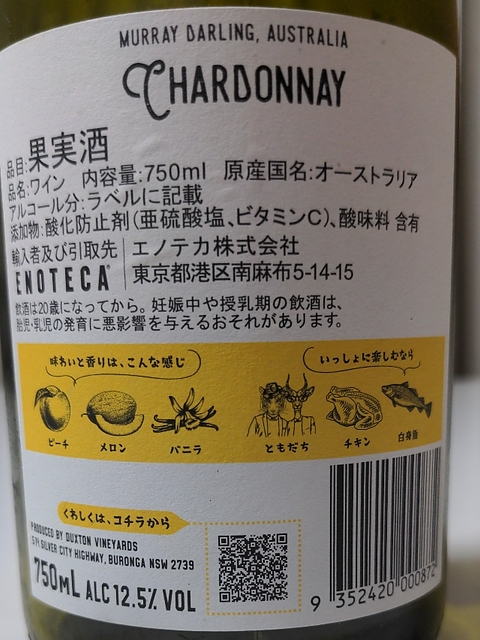 MURRAY DARLING, AUSTRALIA
CHARDONNAY
品目:果実酒
品名:ワイン 内容量:750ml 原産国名:オーストラリア
アルコール分:ラベルに記載
添加物:酸化防止剤(亜硫酸塩、ビタミンC)、酸味料 含有
輸入者及び引取先 エノテカ株式会社
ENOTECA 東京都港区南麻布5-14-15
飲酒は20歳になってから。妊娠中や授乳期の飲酒は、
胎児・乳児の発育に悪影響を与えるおそれがあります。
味わいと香りは、こんな感じ
いっしょに楽しむなら
ピーチ メロン バニラ ともだち チキン 白身魚
くわしくは、コチラから
PRODUCED BY DUXTON VINEYARDS
SILVER CITY HIGHWAY, BURONGA NSW 2739
750mL ALC 12.5% VOL
9 352420 000872